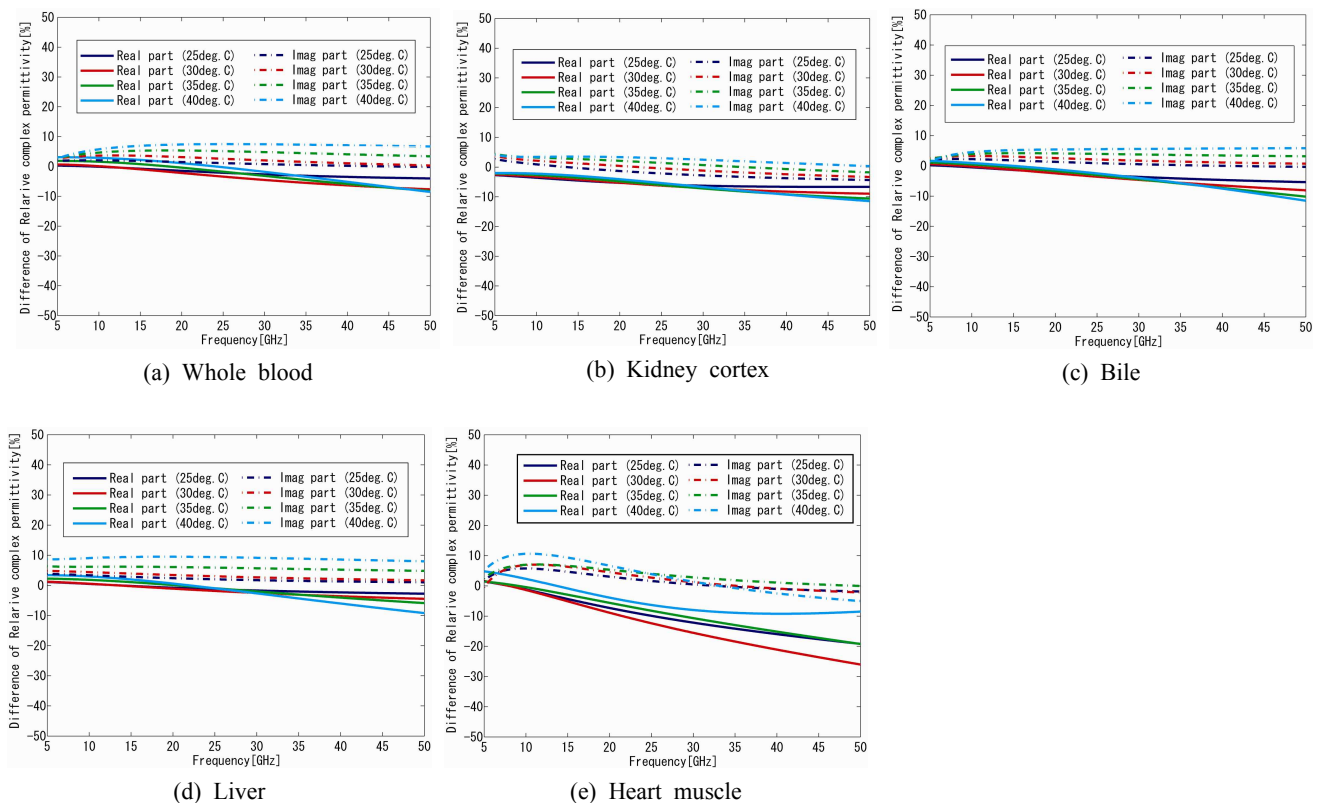 Difference of Relarive complex permittivity[%]
50
40
30
20
10
0
−10
−20
−30
−40
−50
Real part (25deg.C) Imag part (25deg.C)
Real part (30deg.C) Imag part (30deg.C)
Real part (35deg.C) Imag part (35deg.C)
Real part (40deg.C) Imag part (40deg.C)
5 10 15 20 25 30 35 40 45 50
Frequency[GHz]
(a) Whole blood
Difference of Relarive complex permittivity[%]
50
40
30
20
10
0
−10
−20
−30
−40
−50
Real part (25deg.C) Imag part (25deg.C)
Real part (30deg.C) Imag part (30deg.C)
Real part (35deg.C) Imag part (35deg.C)
Real part (40deg.C) Imag part (40deg.C)
5 10 15 20 25 30 35 40 45 50
Frequency[GHz]
(b) Kidney cortex
Difference of Relarive complex permittivity[%]
50
40
30
20
10
0
−10
−20
−30
−40
−50
Real part (25deg.C) Imag part (25deg.C)
Real part (30deg.C) Imag part (30deg.C)
Real part (35deg.C) Imag part (35deg.C)
Real part (40deg.C) Imag part (40deg.C)
5 10 15 20 25 30 35 40 45 50
Frequency[GHz]
(c) Bile
Difference of Relarive complex permittivity[%]
50
40
30
20
10
0
−10
−20
−30
−40
−50
Real part (25deg.C) Imag part (25deg.C)
Real part (30deg.C) Imag part (30deg.C)
Real part (35deg.C) Imag part (35deg.C)
Real part (40deg.C) Imag part (40deg.C)
5 10 15 20 25 30 35 40 45 50
Frequency[GHz]
(d) Liver
Difference of Relarive complex permittivity[%]
50
40
30
20
10
0
−10
−20
−30
−40
−50
Real part (25deg.C) Imag part (25deg.C)
Real part (30deg.C) Imag part (30deg.C)
Real part (35deg.C) Imag part (35deg.C)
Real part (40deg.C) Imag part (40deg.C)
5 10 15 20 25 30 35 40 45 50
Frequency[GHz]
(e) Heart muscle